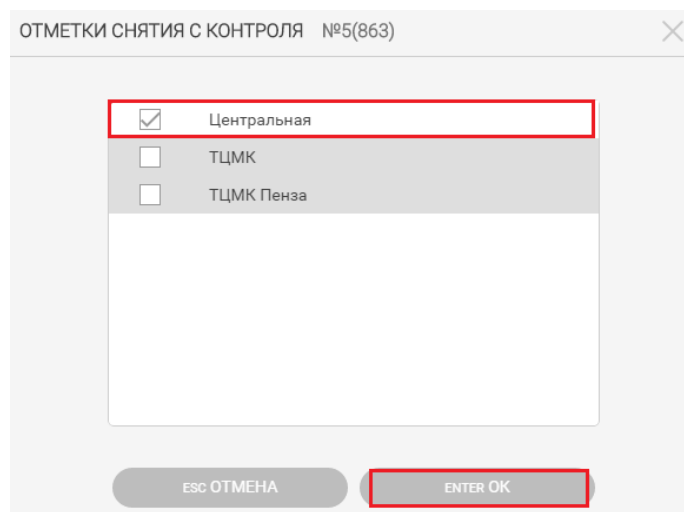 ОТМЕТКИ СНЯТИЯ С КОНТРОЛЯ №5(863)
Центральная
ТЦМК
ТЦМК Пенза
ESC ОТМЕНА
ENTER OK